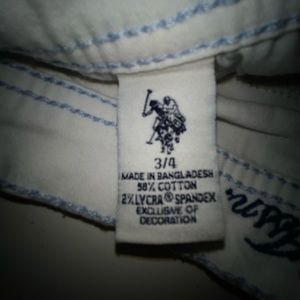 3/4
MADE IN BANGLADESH
98% COTTON
2% LYCRA® SPANDEX
EXCLUSIVE OF
DECORATION